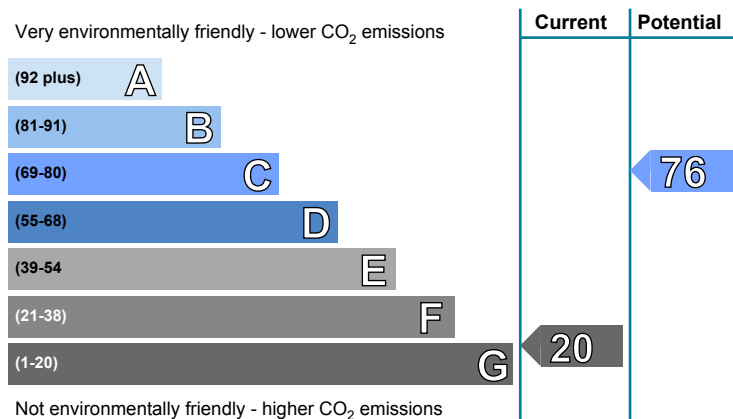 Current Potential
Very environmentally friendly - lower CO2 emissions
(92 plus) A
(81-91) B
(69-80) C
76
(55-68) D
(39-54 E
(21-38) F
20
(1-20) G
Not environmentally friendly - higher CO2 emissions